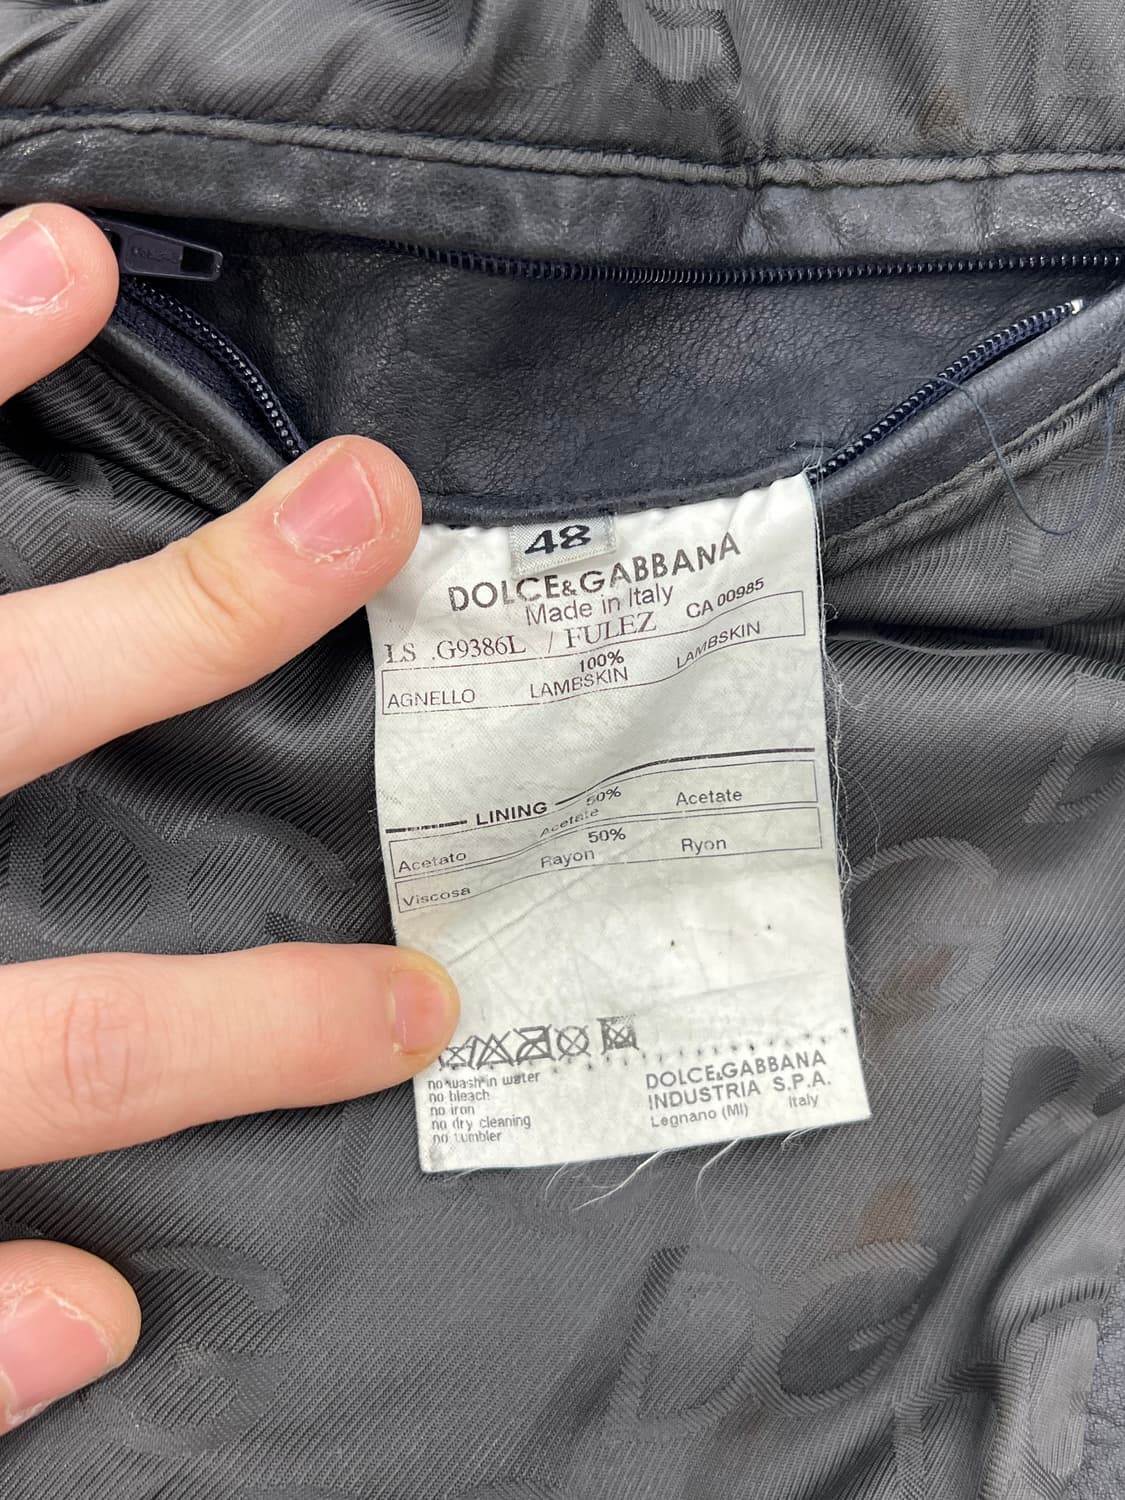 48
DOLCE&GABBANA
Made in Italy
LS .G9386L / FULEZ CA 00985
100%
AGNELLO LAMBSKIN LAMBSKIN
LINING
50%
Acetato Acetate Acetate
50%
Viscosa Rayon Ryon
no wash in water
no bleach
no iron
no dry cleaning
no tumbler
DOLCE&GABBANA
INDUSTRIA S.P.A.
Legnano (MI) Italy
DG